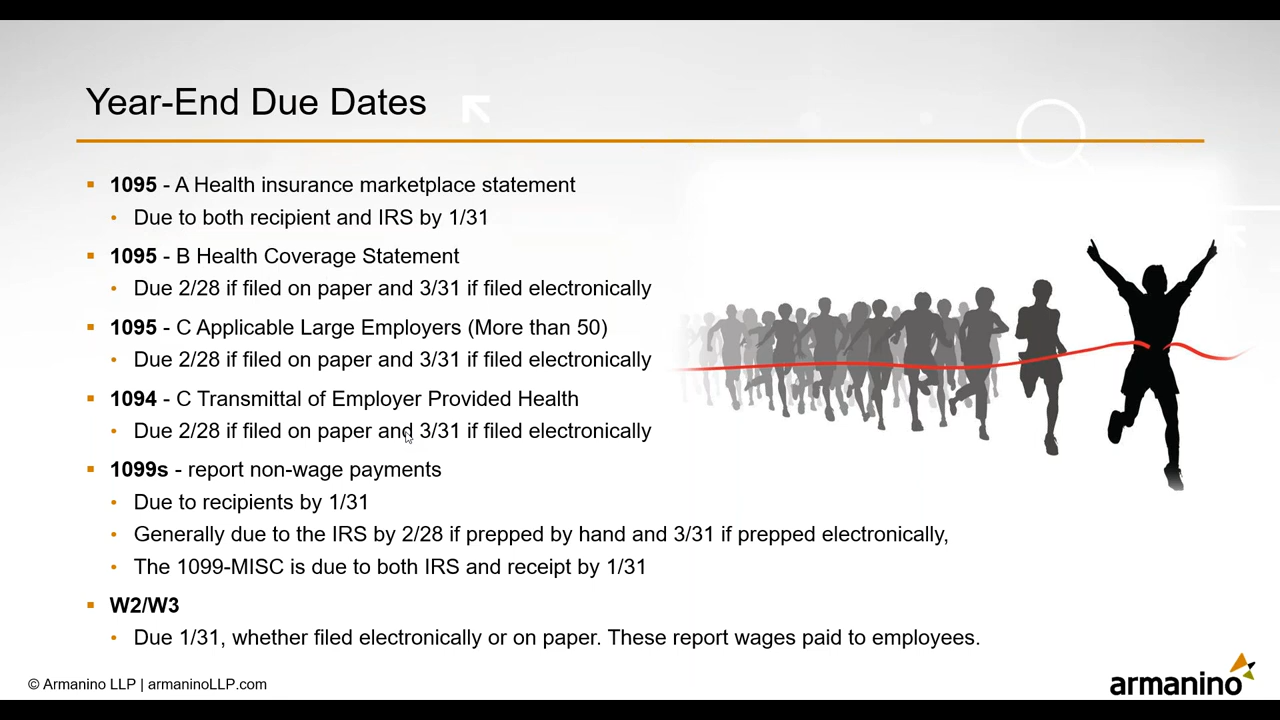 Year-End Due Dates
1095 - A Health insurance marketplace statement
Due to both recipient and IRS by 1/31
1095 - B Health Coverage Statement
Due 2/28 if filed on paper and 3/31 if filed electronically
1095 - C Applicable Large Employers (More than 50)
Due 2/28 if filed on paper and 3/31 if filed electronically
1094 - C Transmittal of Employer Provided Health
Due 2/28 if filed on paper and 3/31 if filed electronically
1099s - report non-wage payments
Due to recipients by 1/31
Generally due to the IRS by 2/28 if prepped by hand and 3/31 if prepped electronically,
The 1099-MISC is due to both IRS and receipt by 1/31
W2/W3
Due 1/31, whether filed electronically or on paper. These report wages paid to employees.
© Armanino LLP | armaninoLLP.com
armanino